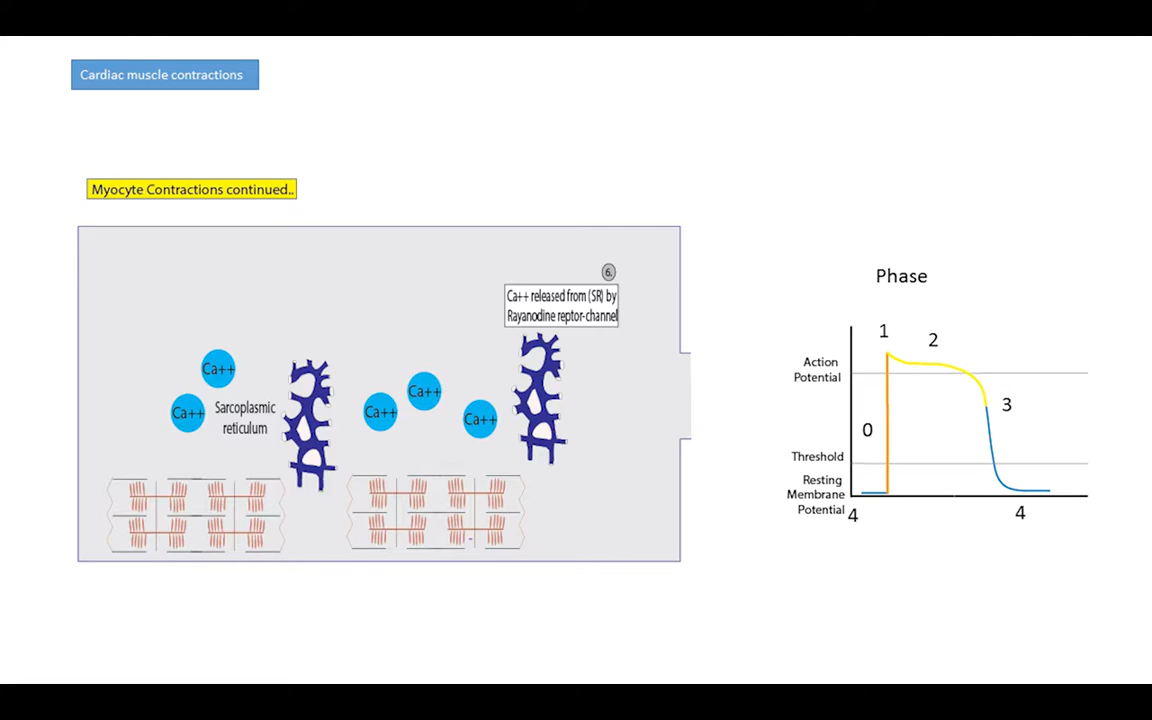 Cardiac muscle contractions
Myocyte Contractions continued..
6.
Ca++ released from (SR) by
Rayanodine reptor-channel
Ca++
Ca++
Sarcoplasmic
reticulum
Ca++
Ca++
Ca++
Phase
1
2
Action
Potential
3
0
Threshold
Resting
Membrane
Potential
4
4